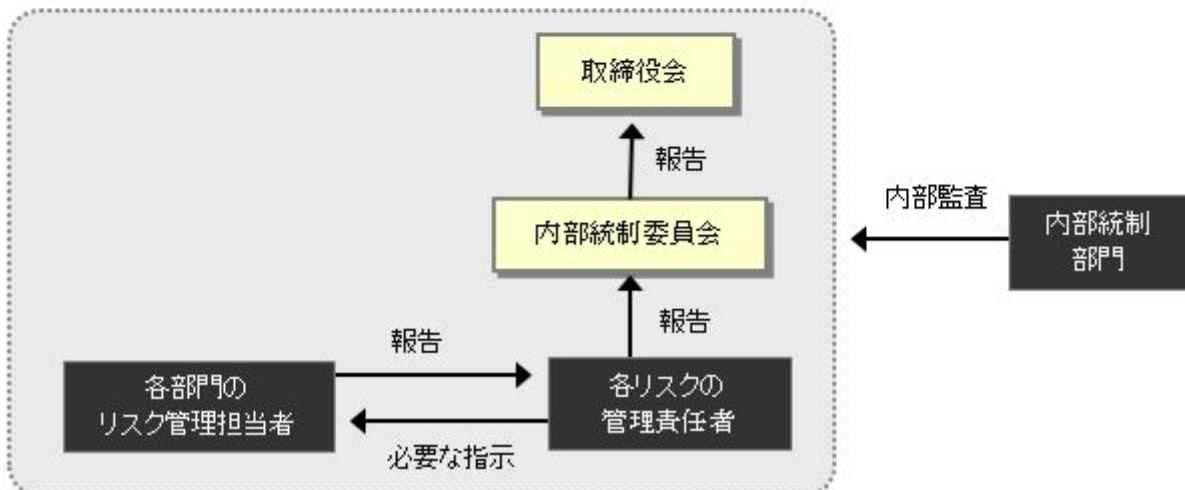 取締役会
報告
内部統制委員会
内部監査
内部統制
部門
報告
報告
各部門の
リスク管理担当者
各リスクの
管理責任者
必要な指示